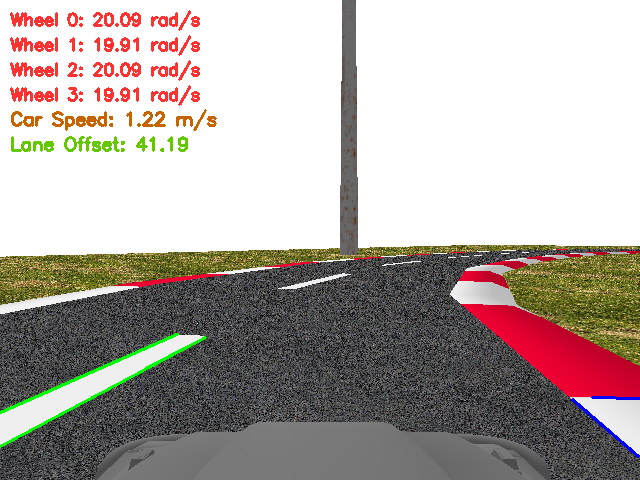 Wheel 0: 20.09 rad/s
Wheel 1: 19.91 rad/s
Wheel 2: 20.09 rad/s
Wheel 3: 19.91 rad/s
Car Speed: 1.22 m/s
Lane Offset: 41.19